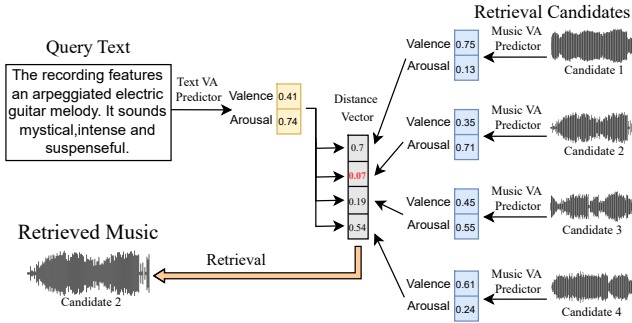 Retrieval Candidates
Query Text
The recording features
an arpeggiated electric
guitar melody. It sounds
mystical,intense and
suspenseful.
Text VA
Predictor
Valence 0.41
Arousal 0.74
Distance
Vector
0.7
0.07
0.19
0.54
Valence 0.75
Arousal 0.13
Music VA
Predictor
Candidate 1
Valence 0.35
Arousal 0.71
Music VA
Predictor
Candidate 2
Valence 0.45
Arousal 0.55
Music VA
Predictor
Candidate 3
Valence 0.61
Arousal 0.24
Music VA
Predictor
Candidate 4
Retrieved Music
Retrieval
Candidate 2